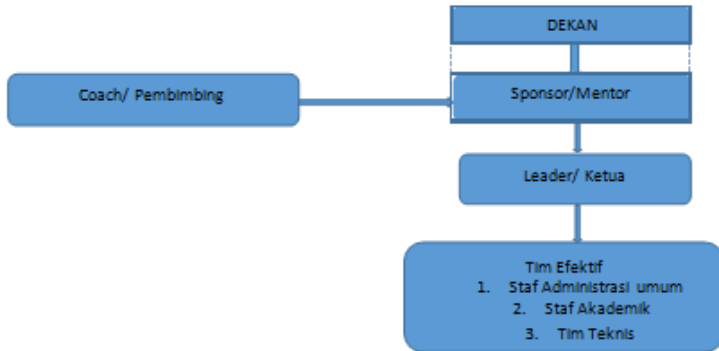 DEKAN
Coach/ Pembimbing
Sponsor/Mentor
Leader/ Ketua
Tim Efektif
1. Staf Administrasi umum
2. Staf Akademik
3. Tim Teknis